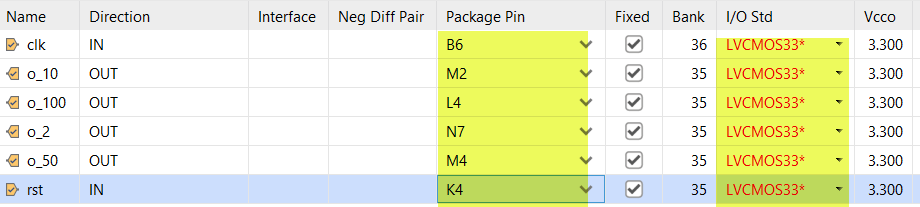 Name Direction Interface Neg Diff Pair Package Pin Fixed Bank I/O Std Vcco
clk IN B6 36 LVCMOS33* 3.300
o_10 OUT M2 35 LVCMOS33* 3.300
o_100 OUT L4 35 LVCMOS33* 3.300
o_2 OUT N7 35 LVCMOS33* 3.300
o_50 OUT M4 35 LVCMOS33* 3.300
rst IN K4 35 LVCMOS33* 3.300